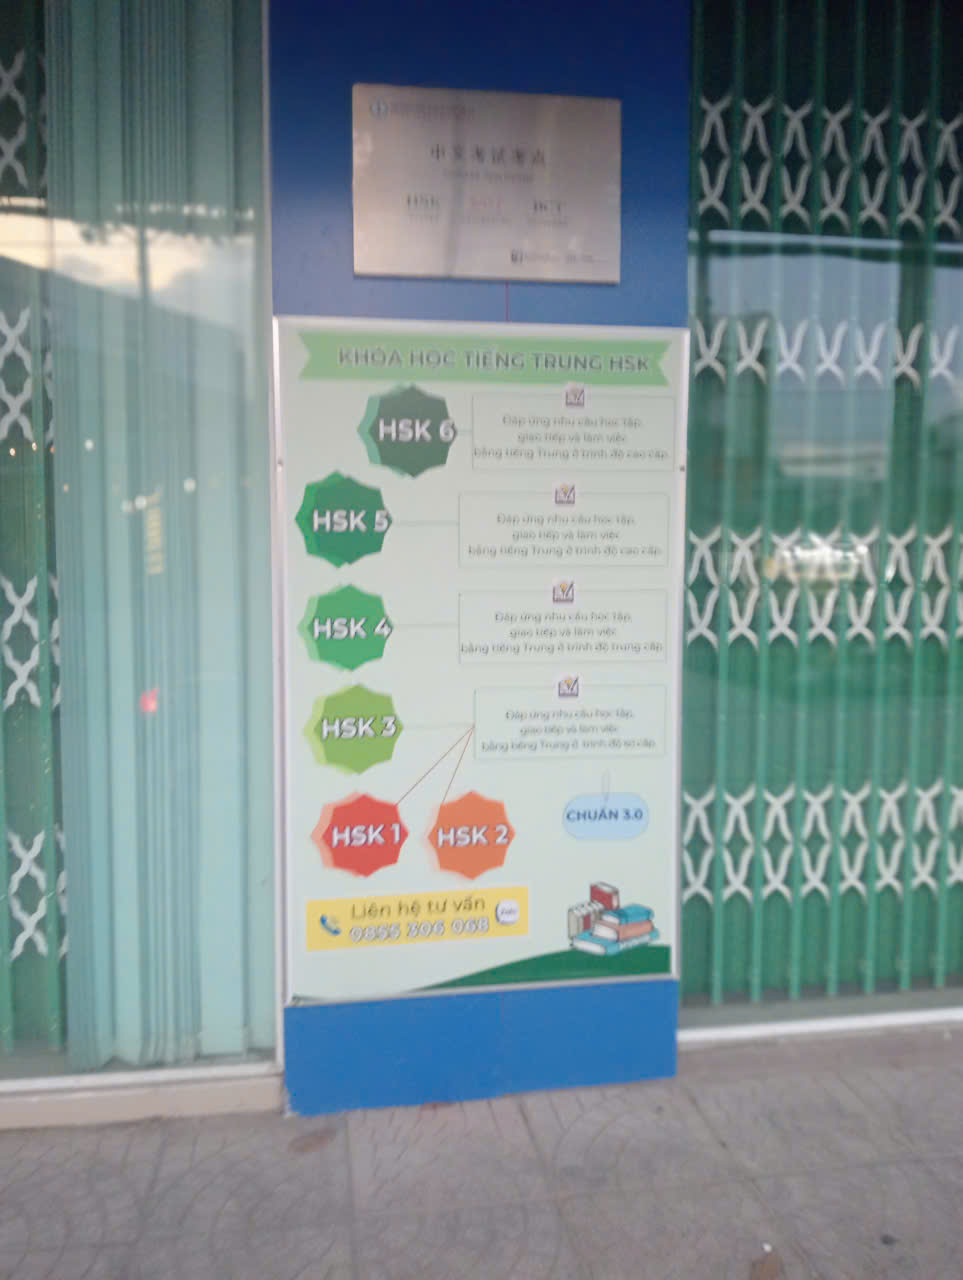 中文考试考点
HSK
BCT
KHÓA HỌC TIẾNG TRUNG HSK
HSK 6
Đáp ứng nhu cầu học tập,
giao tiếp và làm việc
bằng tiếng Trung ở trình độ cao cấp.
HSK 5
Đáp ứng nhu cầu học tập,
giao tiếp và làm việc
bằng tiếng Trung ở trình độ cao cấp.
HSK 4
Đáp ứng nhu cầu học tập,
giao tiếp và làm việc
bằng tiếng Trung ở trình độ trung cấp.
HSK 3
Đáp ứng nhu cầu học tập,
giao tiếp và làm việc
bằng tiếng Trung ở trình độ sơ cấp.
HSK 1
HSK 2
CHUẨN 3.0
Liên hệ tư vấn
0855 306 068
Zalo